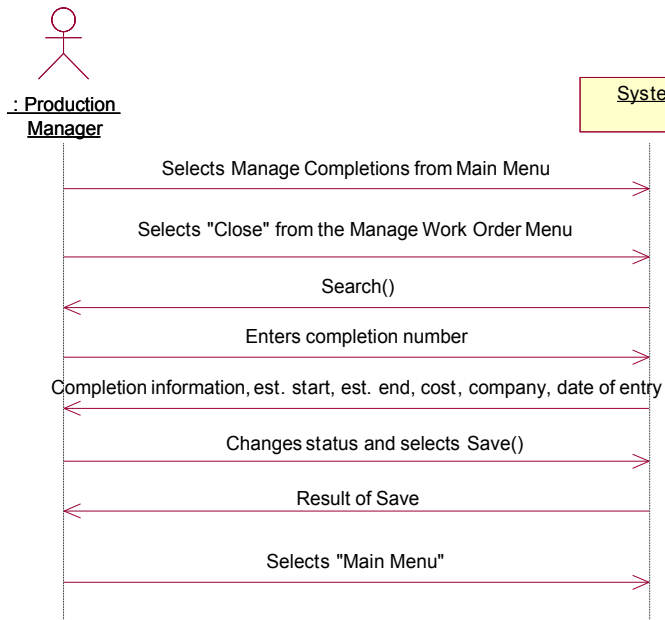 : Production
Manager
Syste
Selects Manage Completions from Main Menu
Selects "Close" from the Manage Work Order Menu
Search()
Enters completion number
Completion information, est. start, est. end, cost, company, date of entry
Changes status and selects Save()
Result of Save
Selects "Main Menu"